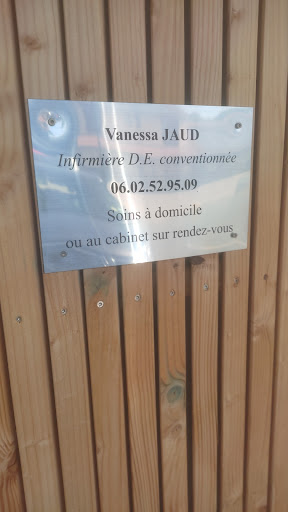 Vanessa JAUD
Infirmière D.E. conventionnée
06.02.52.95.09
Soins à domicile
ou au cabinet sur rendez-vous